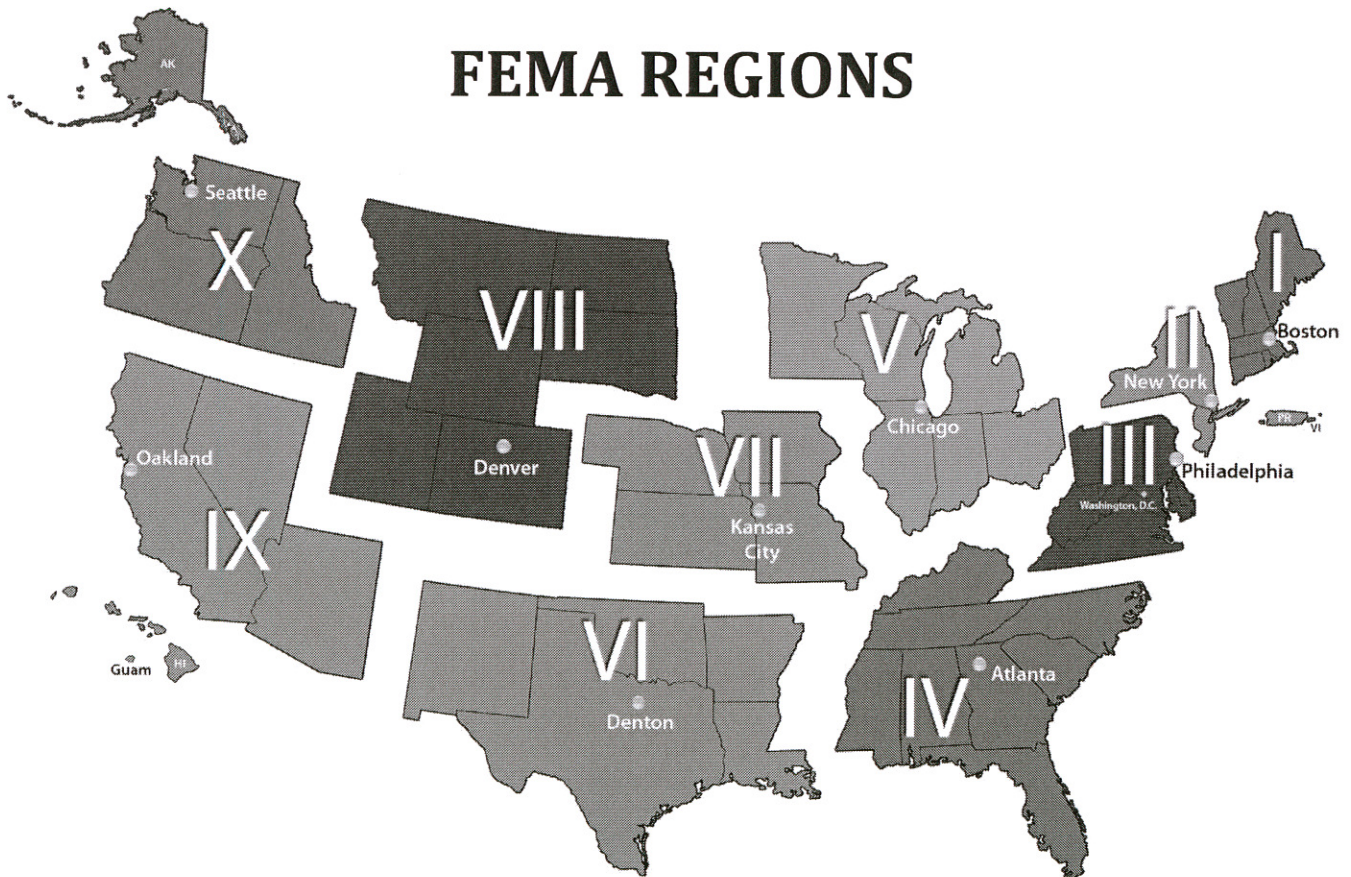 FEMA REGIONS
AK
Seattle
X
VIII
V
I
II
Boston
New York
PR
VI
Chicago
Oakland
Denver
VII
III
Philadelphia
Washington, D.C.
Kansas
City
IX
Guam
HI
VI
Denton
IV
Atlanta